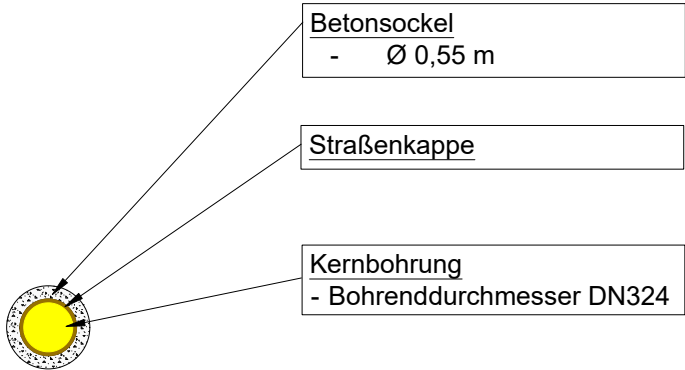 Betonsockel
- Ø 0,55 m
Straßenkappe
Kernbohrung
- Bohrenddurchmesser DN324